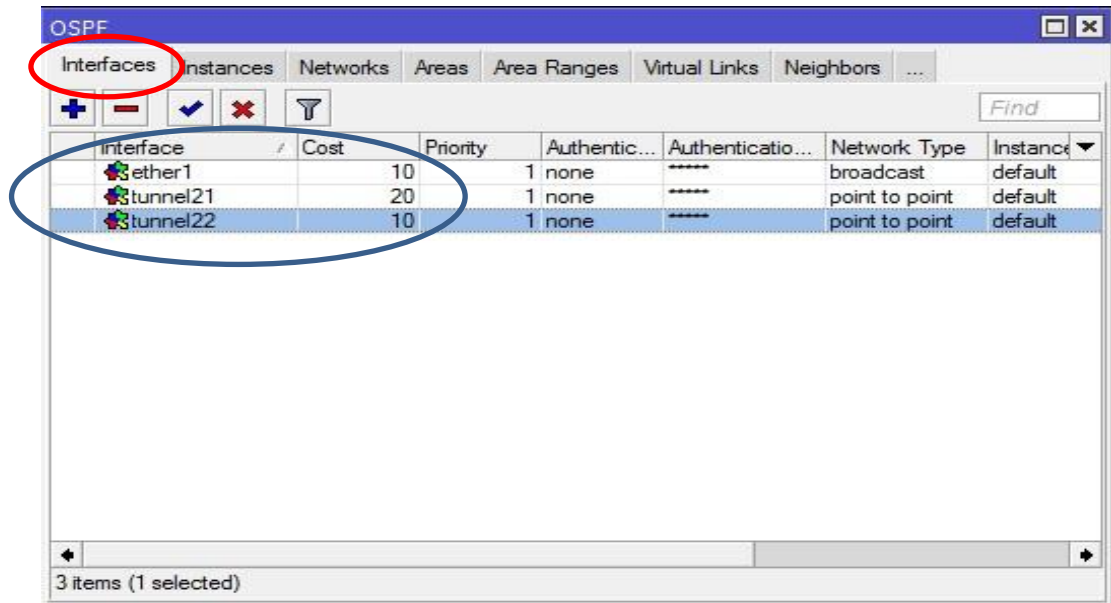 OSPF
Interfaces Instances Networks Areas Area Ranges Virtual Links Neighbors ...
Find
Interface Cost Priority Authentic... Authenticatio... Network Type Instance
ether1 10 1 none ***** broadcast default
tunnel21 20 1 none ***** point to point default
tunnel22 10 1 none ***** point to point default
3 items (1 selected)